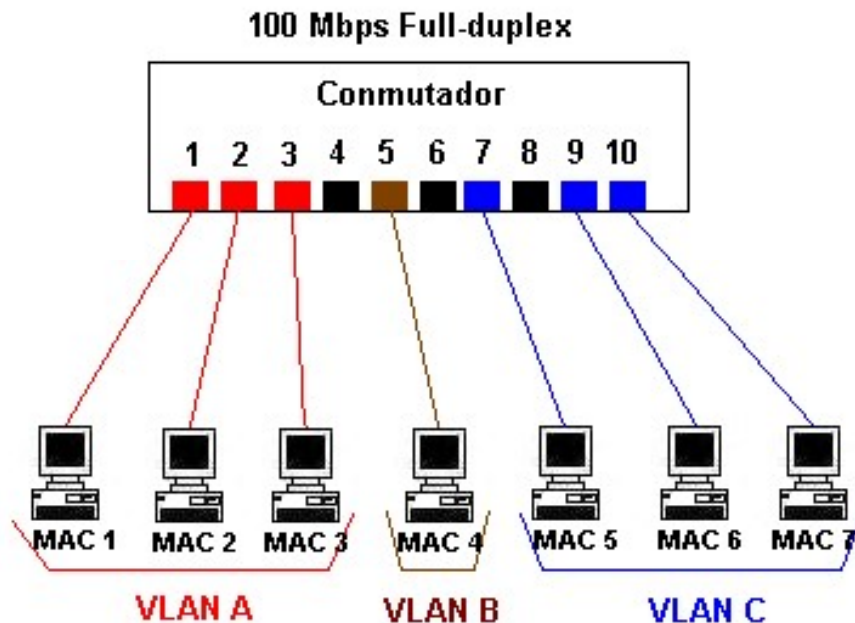 100 Mbps Full-duplex
Conmutador
1 2 3 4 5 6 7 8 9 10
MAC 1 MAC 2 MAC 3 MAC 4 MAC 5 MAC 6 MAC 7
VLAN A VLAN B VLAN C